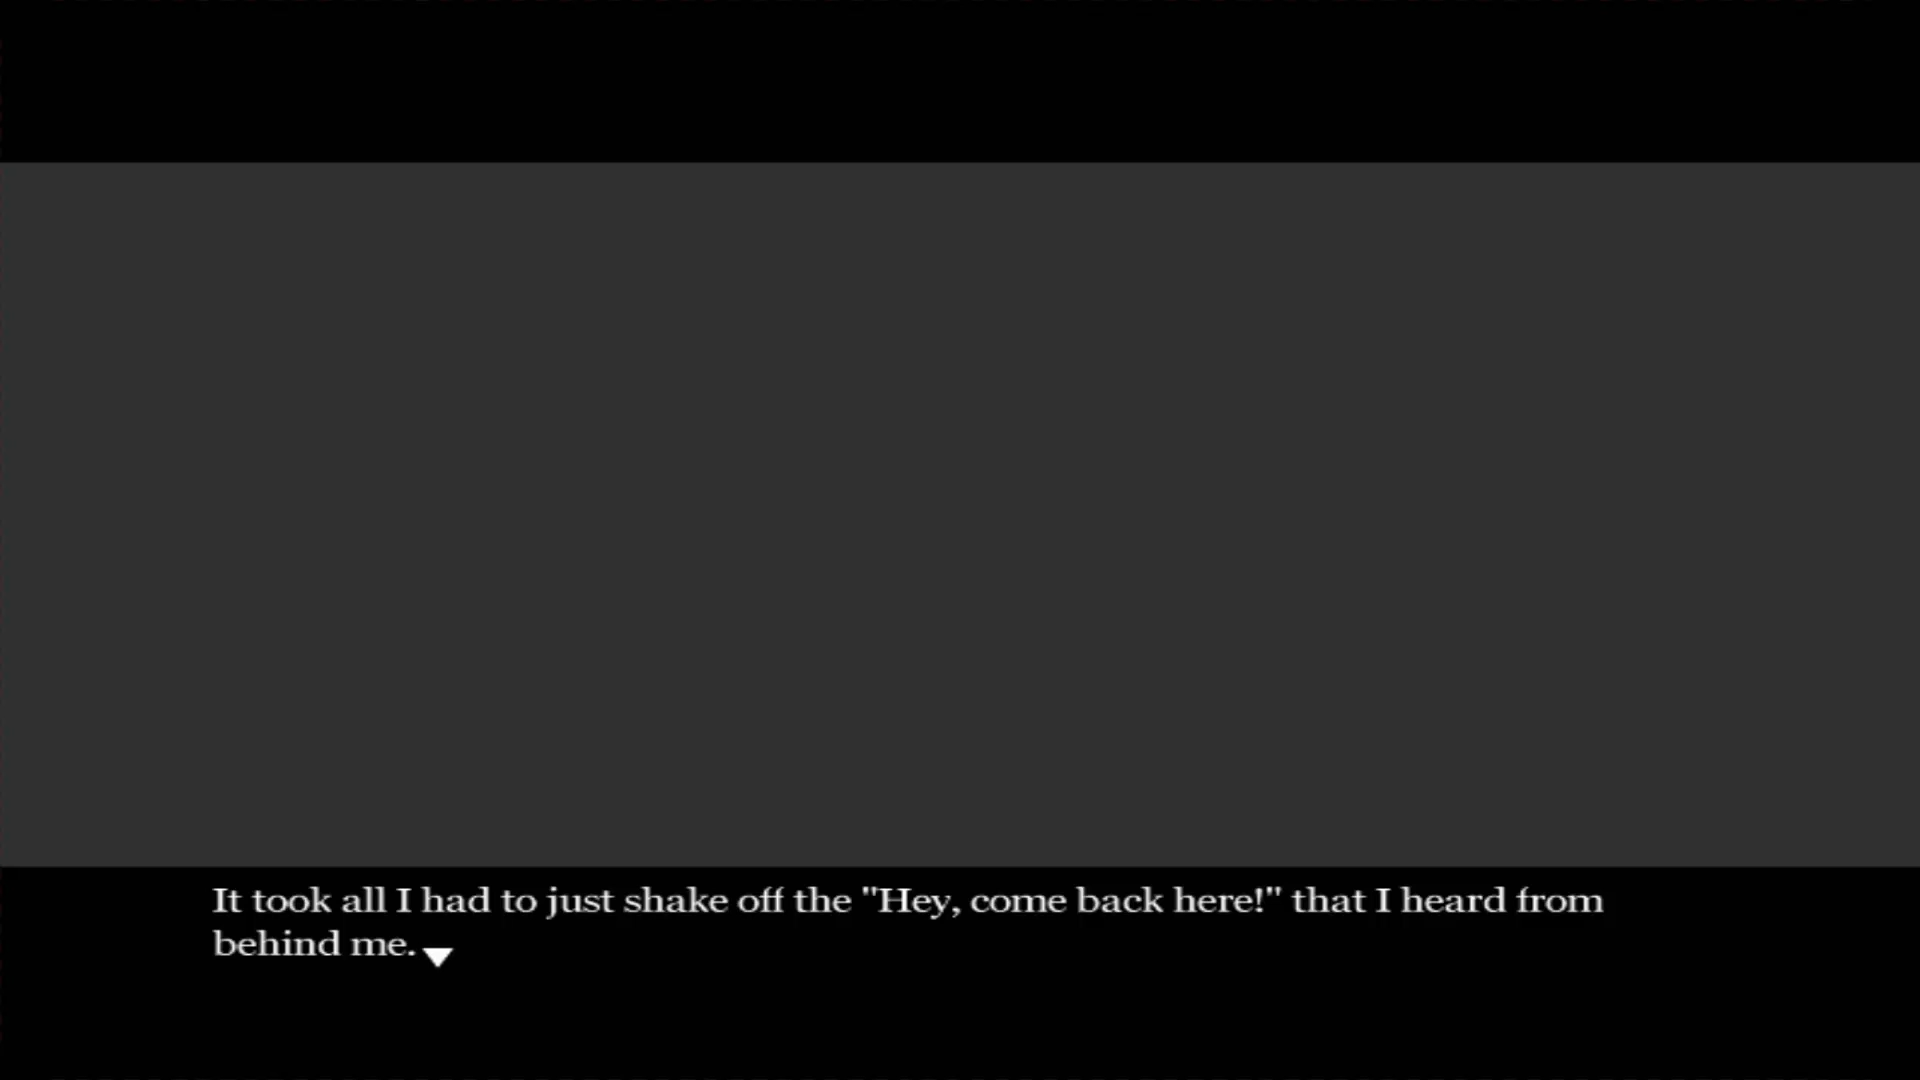 It took all I had to just shake off the "Hey, come back here!" that I heard from
behind me.